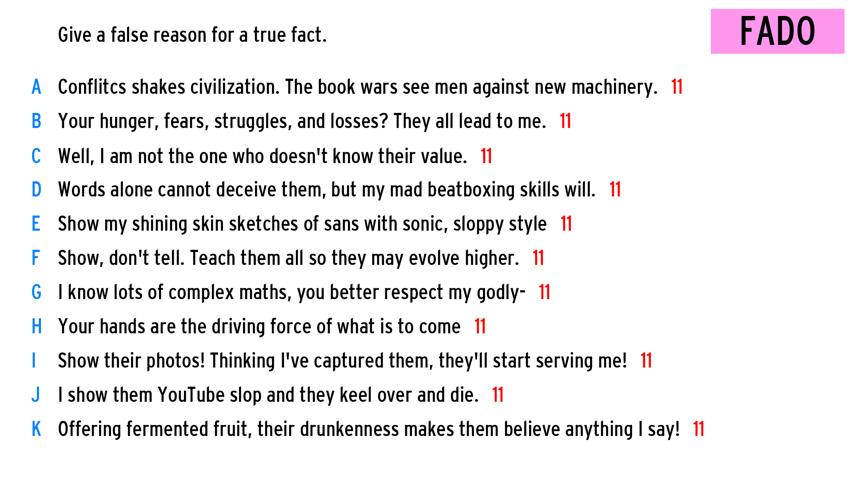 Give a false reason for a true fact.
FADO
A Conflitcs shakes civilization. The book wars see men against new machinery. 11
B Your hunger, fears, struggles, and losses? They all lead to me. 11
C Well, I am not the one who doesn't know their value. 11
D Words alone cannot deceive them, but my mad beatboxing skills will. 11
E Show my shining skin sketches of sans with sonic, sloppy style 11
F Show, don't tell. Teach them all so they may evolve higher. 11
G I know lots of complex maths, you better respect my godly- 11
H Your hands are the driving force of what is to come 11
I Show their photos! Thinking I've captured them, they'll start serving me! 11
J I show them YouTube slop and they keel over and die. 11
K Offering fermented fruit, their drunkenness makes them believe anything I say! 11